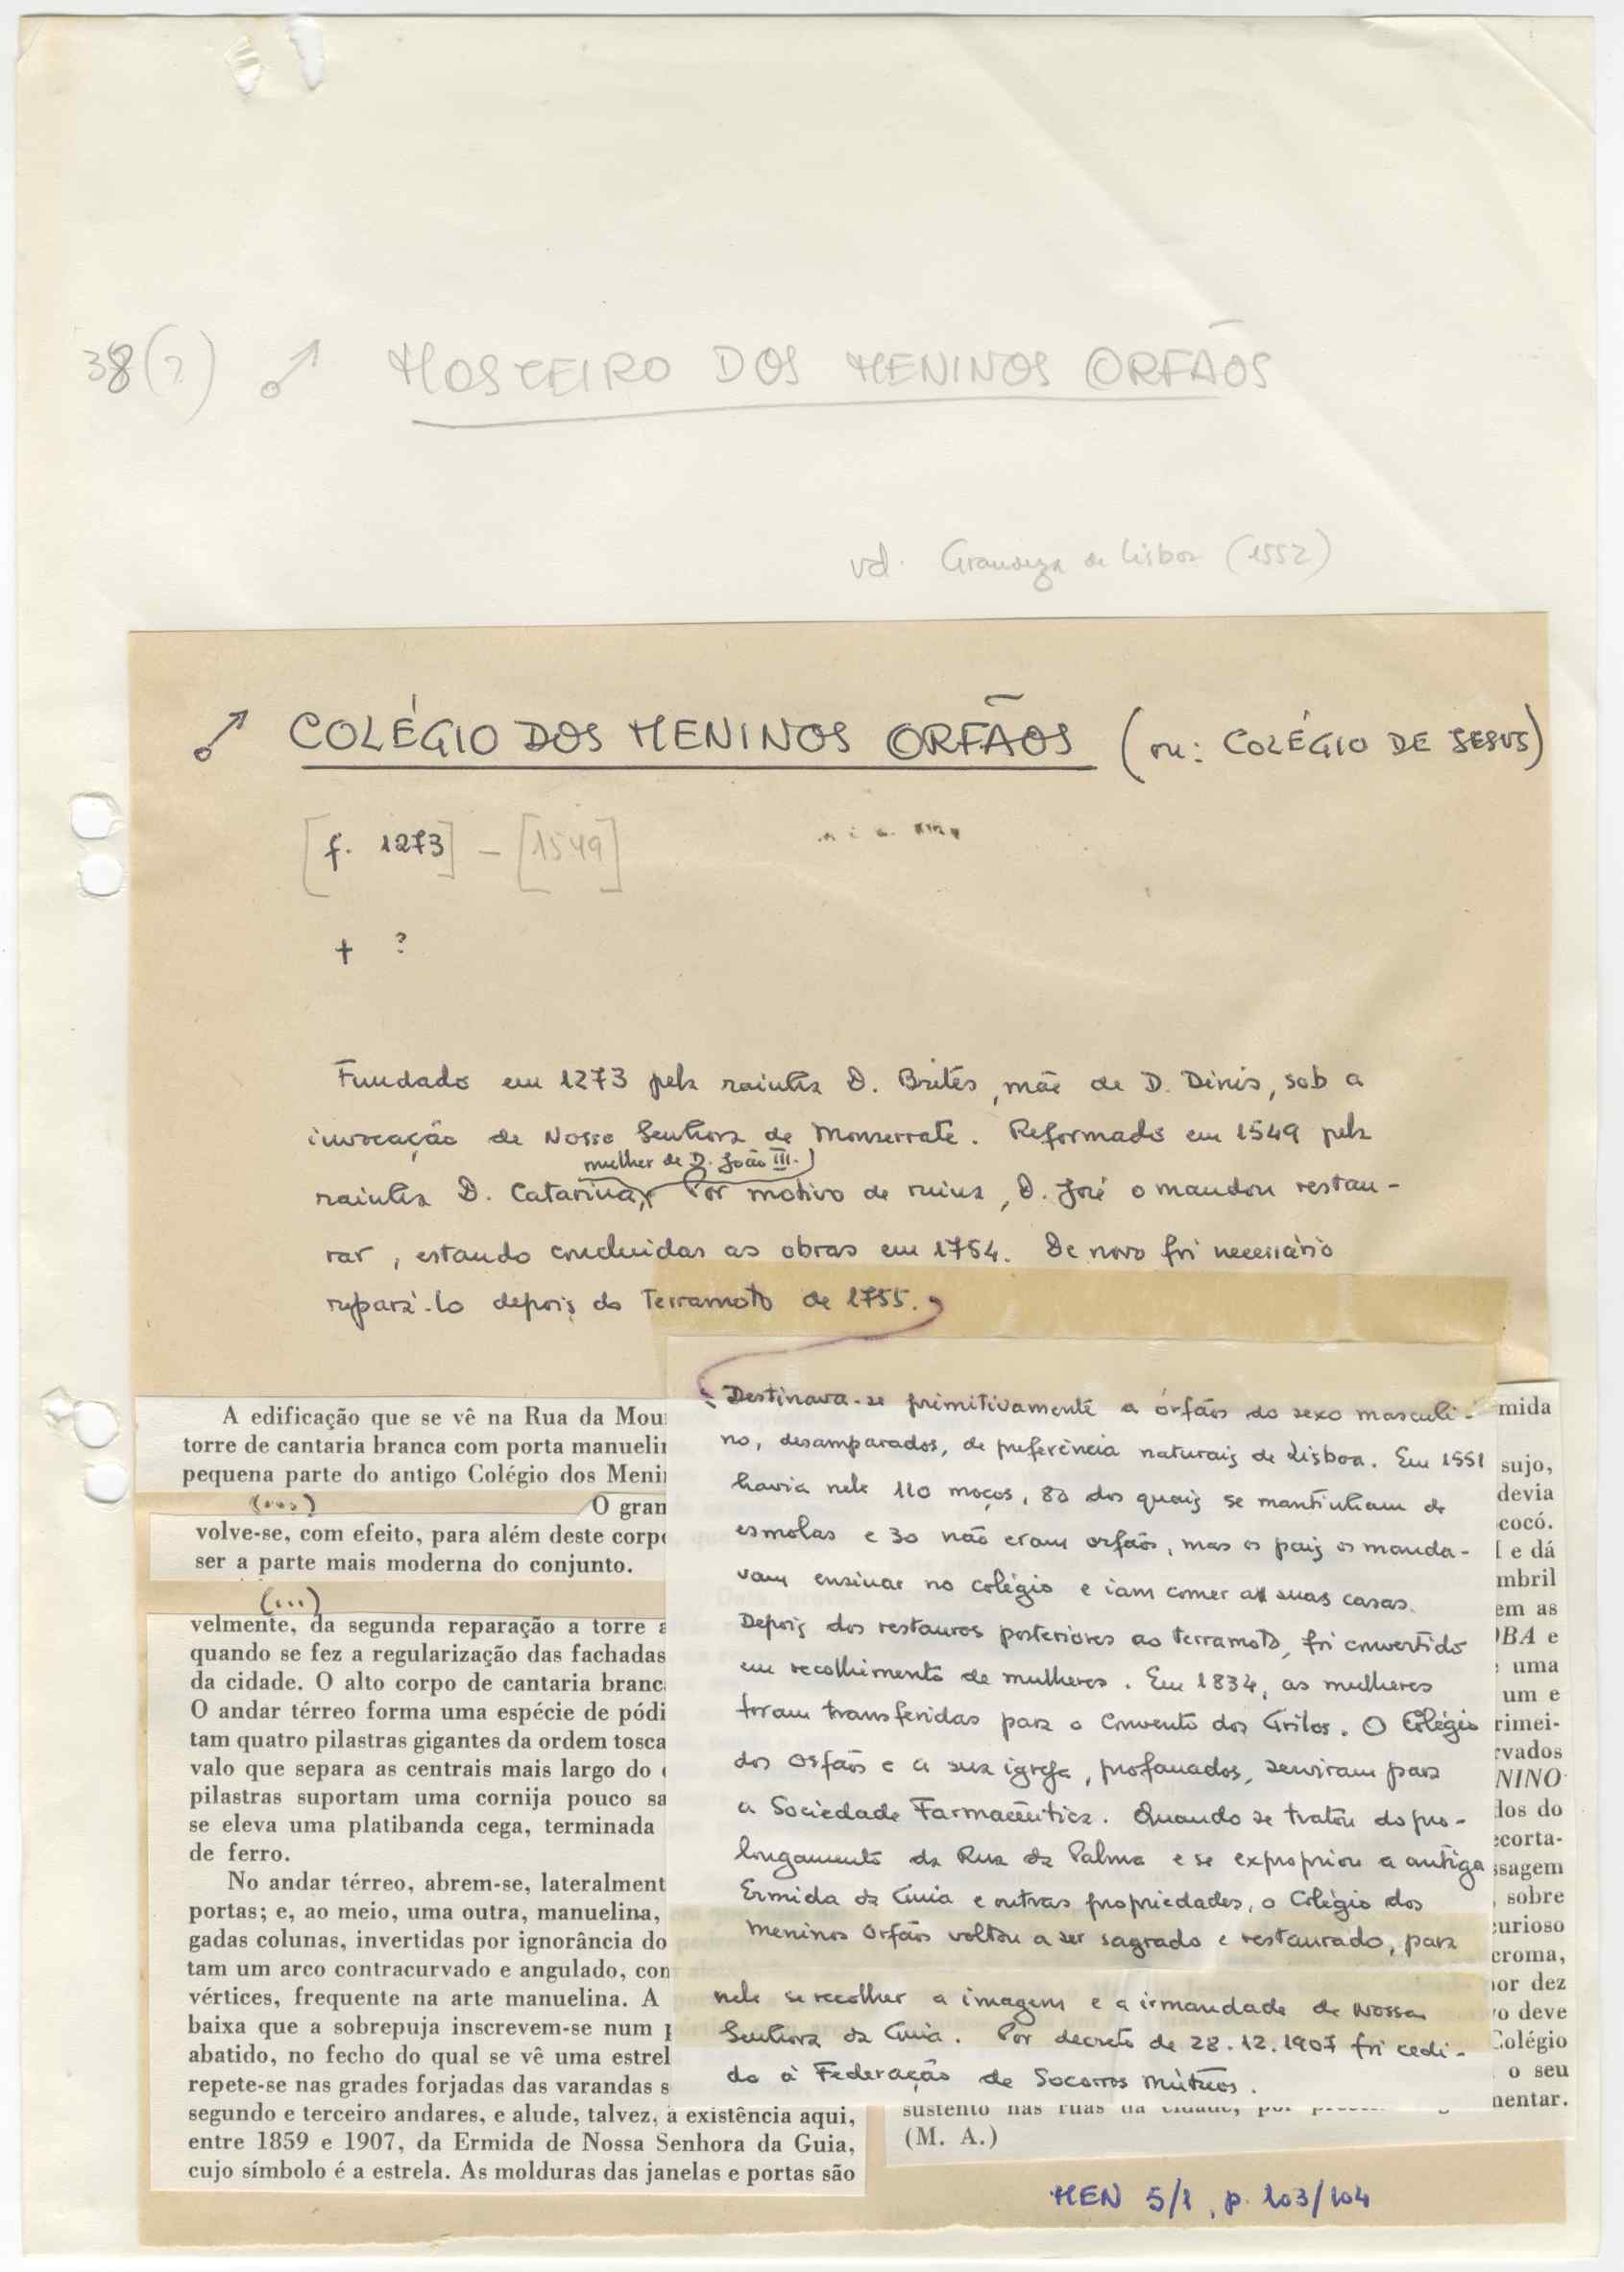 38(?) ♂ MOSTEIRO DOS MENINOS ORFÃOS
vd. Grandeza de Lisboa (1552)
♂ COLÉGIO DOS MENINOS ÓRFÃOS (ou: COLÉGIO DE JESUS)
[f. 1273] – [1549]
† ?
Fundado em 1273 pela rainha D. Brites, mãe de D. Dinis, sob a
invocação de Nossa Senhora de Monserrate. Reformado em 1549 pela
mulher de D. João III.
rainha D. Catarina, Por motivo de ruina, D. José o mandou restau-
rar, estando concluidas as obras em 1754. De novo foi necessário
repará-lo depois do Terramoto de 1755.
Destinava-se primitivamente a órfãos do sexo masculi-
no, desamparados, de preferência naturais de Lisboa. Em 1551
havia nele 110 moços, 80 dos quais se mantinham de
esmolas e 30 não eram orfãos, mas os pais os manda-
vam ensinar no colégio e iam comer a suas casas.
Depois dos restauros posteriores ao terramoto, foi convertido
em recolhimento de mulheres. Em 1834, as mulheres
foram transferidas para o Convento dos Grilos. O Colégio
dos Orfãos e a sua igreja, profanados, serviram para
a Sociedade Farmacêutica. Quando se tratou do pro-
longamento da Rua da Palma e se expropriou a antiga
Ermida da Guia e outras propriedades, o Colégio dos
Meninos Orfãos voltou a ser sagrado e restaurado, para
nele se recolher a imagem e a irmandade de Nossa
Senhora da Guia. Por decreto de 28.12.1907 foi cedi-
do à Federação de Socorros Mútuos.
A edificação que se vê na Rua da Mou
torre de cantaria branca com porta manueli
pequena parte do antigo Colégio dos Meni
(...) O gran
volve-se, com efeito, para além deste corpo
ser a parte mais moderna do conjunto.
(...)
velmente, da segunda reparação a torre a
quando se fez a regularização das fachadas
da cidade. O alto corpo de cantaria branc
O andar térreo forma uma espécie de pódi
tam quatro pilastras gigantes da ordem tosca
valo que separa as centrais mais largo do
pilastras suportam uma cornija pouco sa
se eleva uma platibanda cega, terminada
de ferro.
No andar térreo, abrem-se, lateralment
portas; e, ao meio, uma outra, manuelina,
gadas colunas, invertidas por ignorância do
tam um arco contracurvado e angulado, con
vértices, frequente na arte manuelina. A
baixa que a sobrepuja inscrevem-se num
abatido, no fecho do qual se vê uma estrel
repete-se nas grades forjadas das varandas s
segundo e terceiro andares, e alude, talvez, à existência aqui,
entre 1859 e 1907, da Ermida de Nossa Senhora da Guia,
cujo símbolo é a estrela. As molduras das janelas e portas são
mida
sujo,
devia
cocó.
e dá
mbril
em as
OBA e
uma
um e
rimei-
rvados
NINO
dos do
ecorta-
ssagem
, sobre
curioso
croma,
por dez
o deve
Colégio
o seu
mentar.
sustento nas ruas da cidade,
(M. A.)
MEN 5/1, p. 103/104